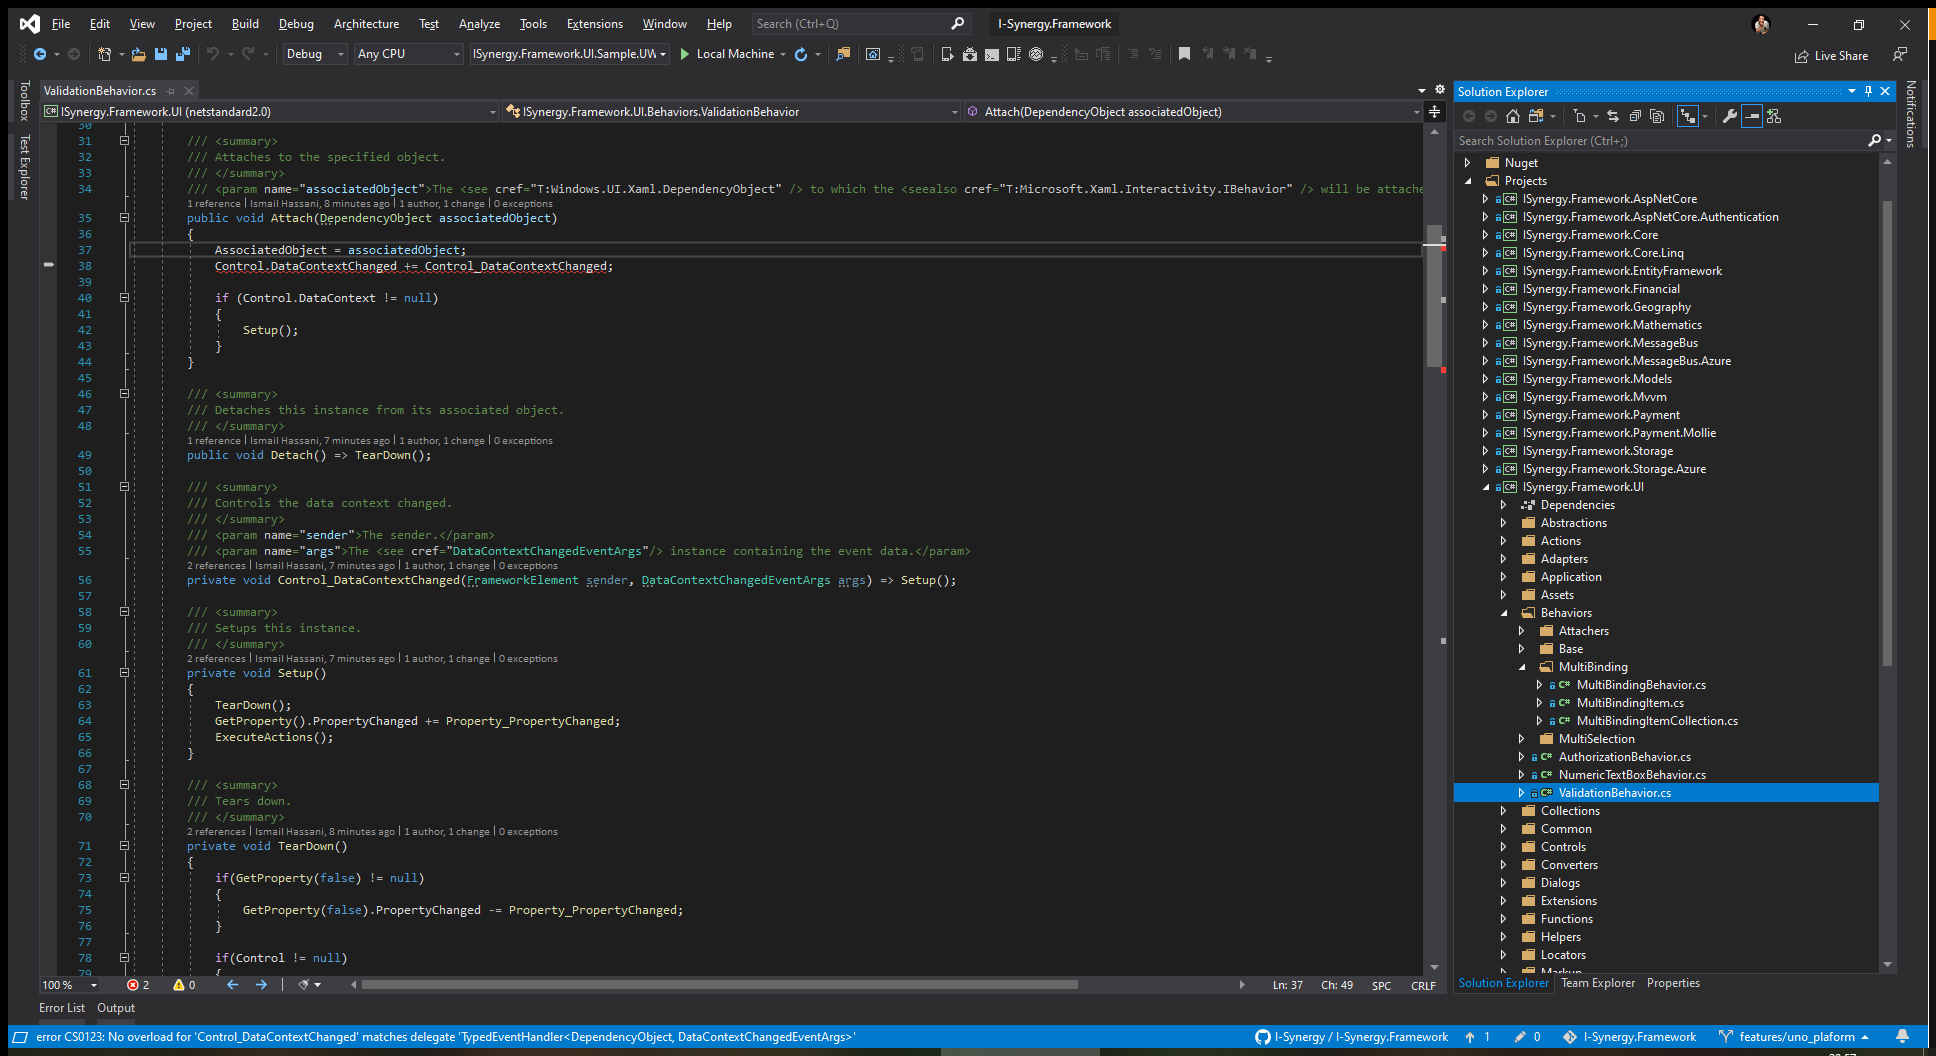 File Edit View Project Build Debug Architecture Test Analyze Tools Extensions Window Help Search (Ctrl+Q) I-Synergy.Framework
Debug Any CPU ISynergy.Framework.UI.Sample.UW Local Machine Live Share
Toolbox
Test Explorer
ValidationBehavior.cs
ISynergy.Framework.UI (netstandard2.0) ISynergy.Framework.UI.Behaviors.ValidationBehavior Attach(DependencyObject associatedObject)
30
31 /// <summary>
32 /// Attaches to the specified object.
33 /// </summary>
34 /// <param name="associatedObject">The <see cref="T:Windows.UI.Xaml.DependencyObject" /> to which the <seealso cref="T:Microsoft.Xaml.Interactivity.IBehavior" /> will be attache
1 reference | Ismail Hassani, 8 minutes ago | 1 author, 1 change | 0 exceptions
35 public void Attach(DependencyObject associatedObject)
36 {
37 AssociatedObject = associatedObject;
38 Control.DataContextChanged += Control_DataContextChanged;
39
40 if (Control.DataContext != null)
41 {
42 Setup();
43 }
44 }
45
46 /// <summary>
47 /// Detaches this instance from its associated object.
48 /// </summary>
1 reference | Ismail Hassani, 7 minutes ago | 1 author, 1 change | 0 exceptions
49 public void Detach() => TearDown();
50
51 /// <summary>
52 /// Controls the data context changed.
53 /// </summary>
54 /// <param name="sender">The sender.</param>
55 /// <param name="args">The <see cref="DataContextChangedEventArgs"/> instance containing the event data.</param>
2 references | Ismail Hassani, 7 minutes ago | 1 author, 1 change | 0 exceptions
56 private void Control_DataContextChanged(FrameworkElement sender, DataContextChangedEventArgs args) => Setup();
57
58 /// <summary>
59 /// Setups this instance.
60 /// </summary>
2 references | Ismail Hassani, 7 minutes ago | 1 author, 1 change | 0 exceptions
61 private void Setup()
62 {
63 TearDown();
64 GetProperty().PropertyChanged += Property_PropertyChanged;
65 ExecuteActions();
66 }
67
68 /// <summary>
69 /// Tears down.
70 /// </summary>
2 references | Ismail Hassani, 8 minutes ago | 1 author, 1 change | 0 exceptions
71 private void TearDown()
72 {
73 if(GetProperty(false) != null)
74 {
75 GetProperty(false).PropertyChanged -= Property_PropertyChanged;
76 }
77
78 if(Control != null)
79 {
100 % 2 0 Ln: 37 Ch: 49 SPC CRLF
Error List Output
Solution Explorer
Search Solution Explorer (Ctrl+;)
Nuget
Projects
ISynergy.Framework.AspNetCore
ISynergy.Framework.AspNetCore.Authentication
ISynergy.Framework.Core
ISynergy.Framework.Core.Linq
ISynergy.Framework.EntityFramework
ISynergy.Framework.Financial
ISynergy.Framework.Geography
ISynergy.Framework.Mathematics
ISynergy.Framework.MessageBus
ISynergy.Framework.MessageBus.Azure
ISynergy.Framework.Models
ISynergy.Framework.Mvvm
ISynergy.Framework.Payment
ISynergy.Framework.Payment.Mollie
ISynergy.Framework.Storage
ISynergy.Framework.Storage.Azure
ISynergy.Framework.UI
Dependencies
Abstractions
Actions
Adapters
Application
Assets
Behaviors
Attachers
Base
MultiBinding
C# MultiBindingBehavior.cs
C# MultiBindingItem.cs
C# MultiBindingItemCollection.cs
MultiSelection
C# AuthorizationBehavior.cs
C# NumericTextBoxBehavior.cs
C# ValidationBehavior.cs
Collections
Common
Controls
Converters
Dialogs
Extensions
Functions
Helpers
Locators
Markup
Solution Explorer Team Explorer Properties
Notifications
error CS0123: No overload for 'Control_DataContextChanged' matches delegate 'TypedEventHandler<DependencyObject, DataContextChangedEventArgs>' I-Synergy / I-Synergy.Framework 1 0 I-Synergy.Framework features/uno_plaform